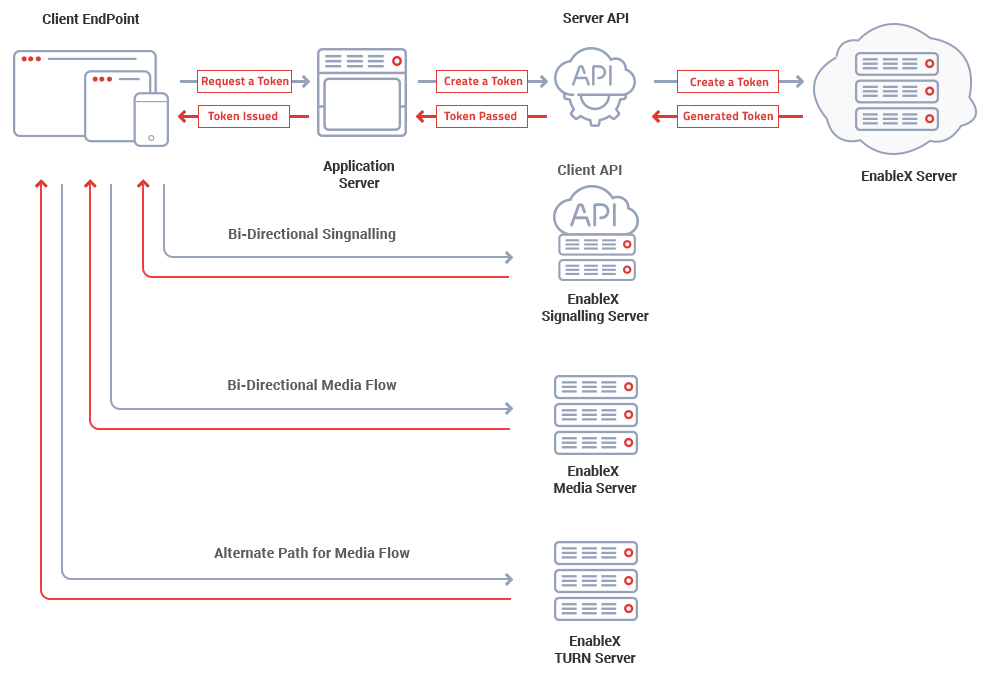 Client EndPoint
Server API
API
Request a Token
Create a Token
Create a Token
Token Issued
Token Passed
Generated Token
Application
Server
EnableX Server
Client API
API
Bi-Directional Singnalling
EnableX
Signalling Server
Bi-Directional Media Flow
EnableX
Media Server
Alternate Path for Media Flow
EnableX
TURN Server